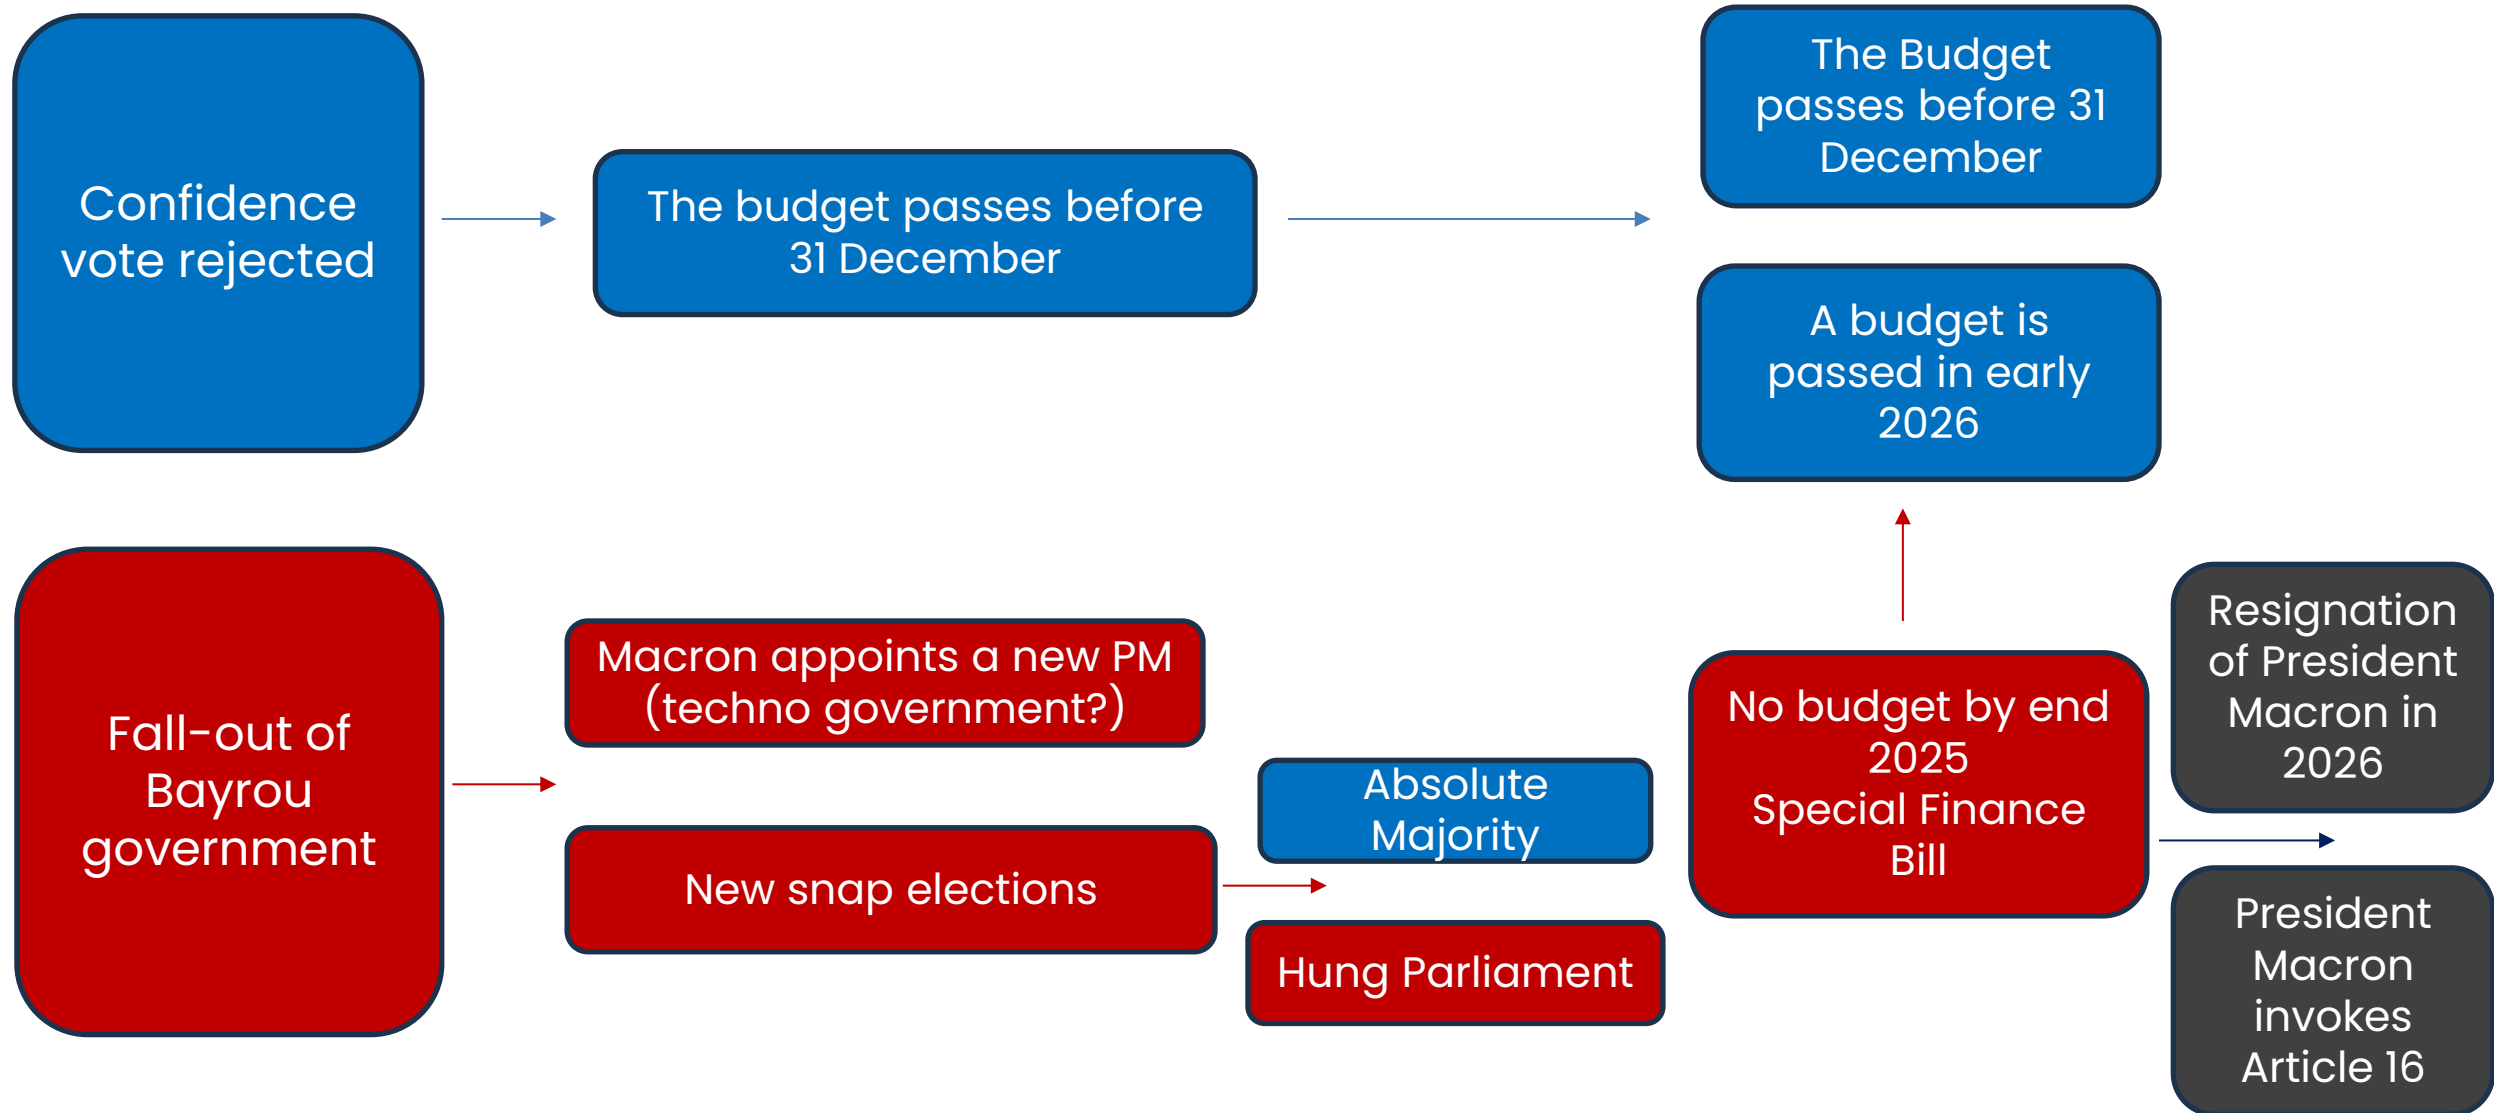 Confidence
vote rejected
The budget passes before
31 December
The Budget
passes before 31
December
A budget is
passed in early
2026
Fall-out of
Bayrou
government
Macron appoints a new PM
(techno government?)
New snap elections
Absolute
Majority
Hung Parliament
No budget by end
2025
Special Finance
Bill
Resignation
of President
Macron in
2026
President
Macron
invokes
Article 16